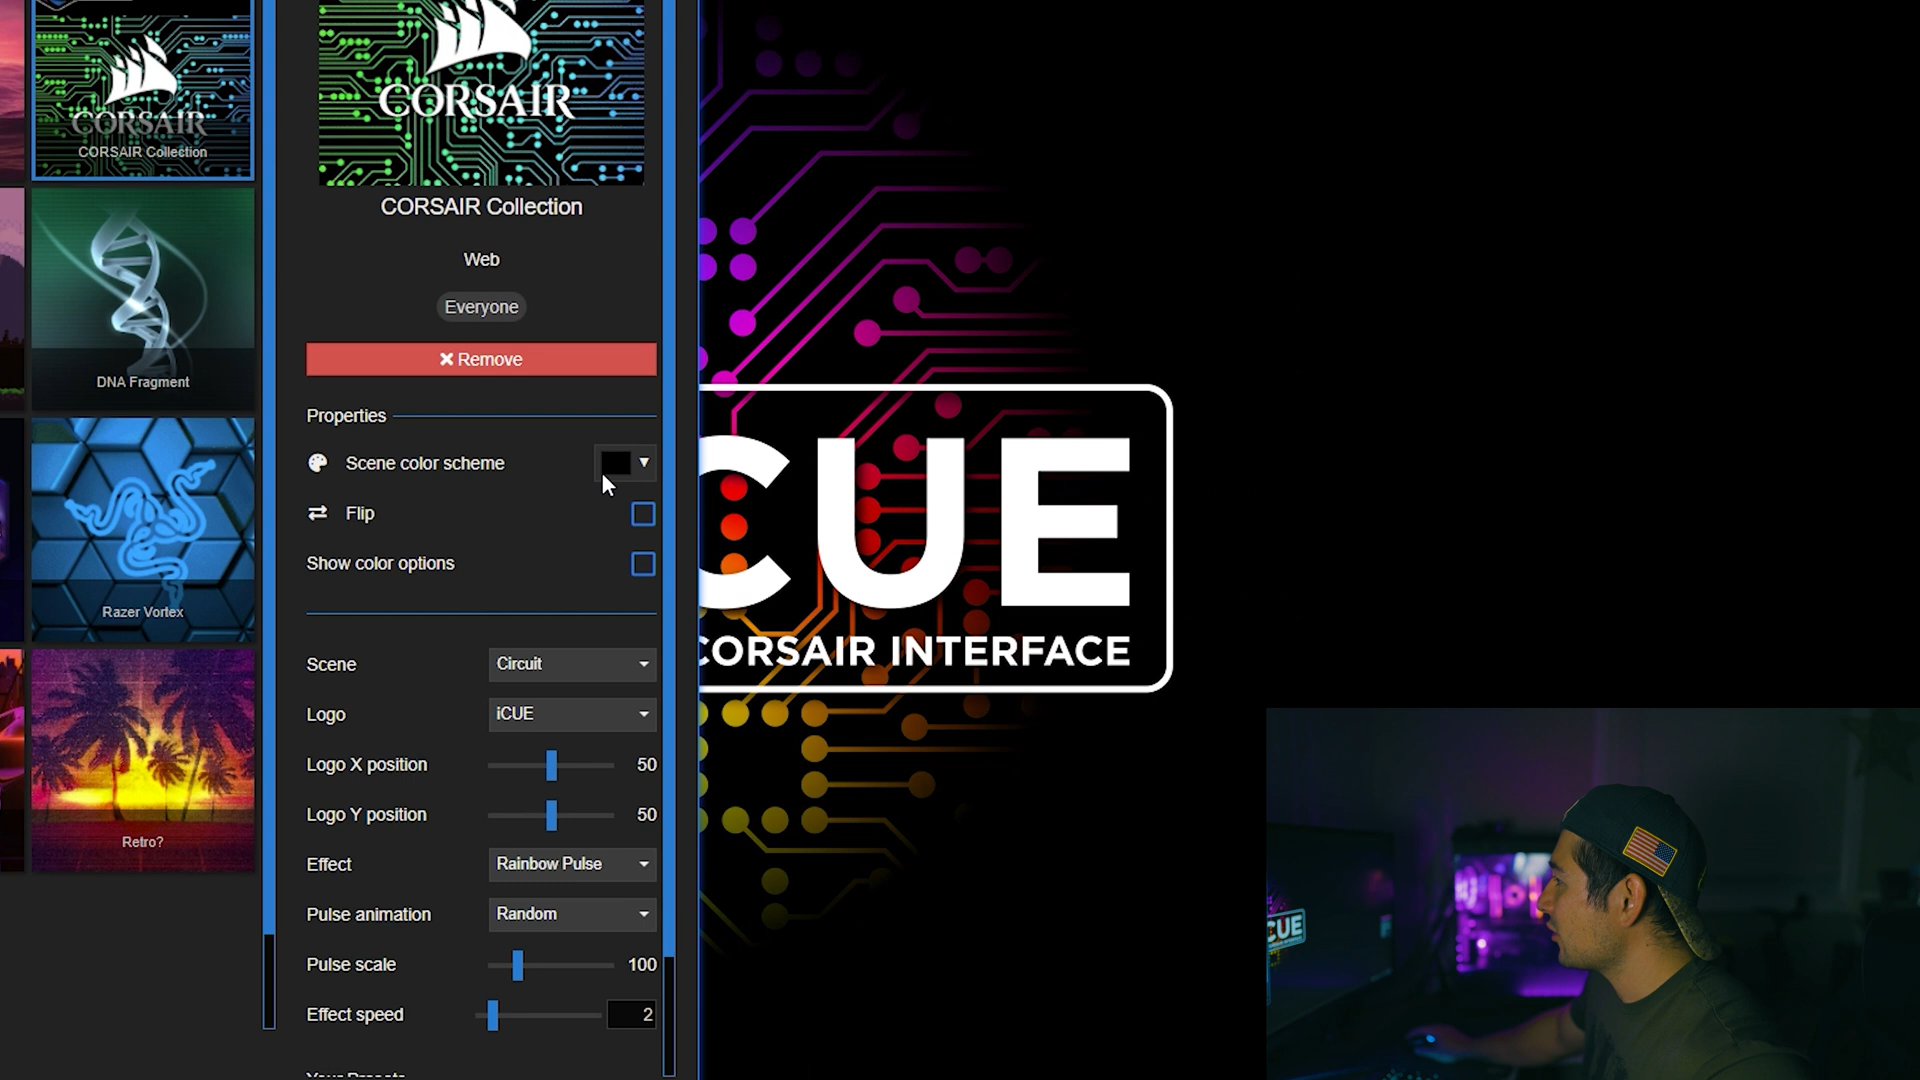 CORSAIR
CORSAIR Collection
DNA Fragment
Razer Vortex
Retro?
CORSAIR
CORSAIR Collection
Web
Everyone
Remove
Properties
Scene color scheme
Flip
Show color options
Scene Circuit
Logo iCUE
Logo X position 50
Logo Y position 50
Effect Rainbow Pulse
Pulse animation Random
Pulse scale 100
Effect speed 2
CUE
CORSAIR INTERFACE
CUE